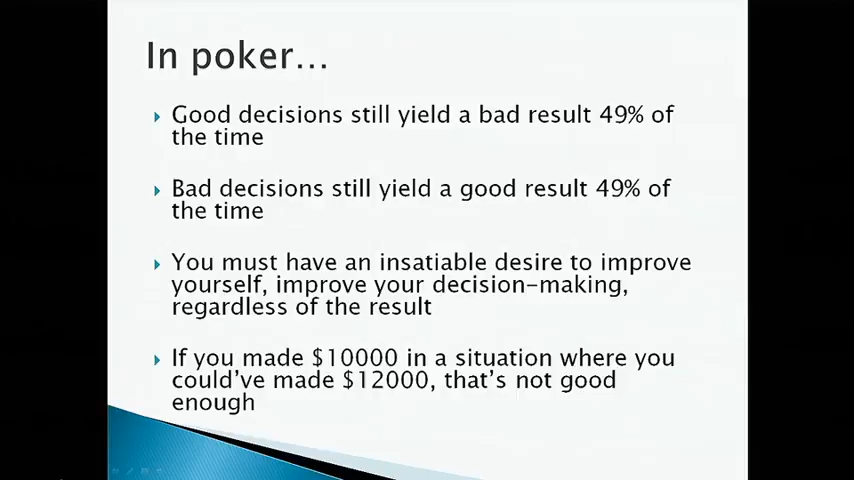 In poker...
Good decisions still yield a bad result 49% of
the time
Bad decisions still yield a good result 49% of
the time
You must have an insatiable desire to improve
yourself, improve your decision-making,
regardless of the result
If you made $10000 in a situation where you
could've made $12000, that's not good
enough